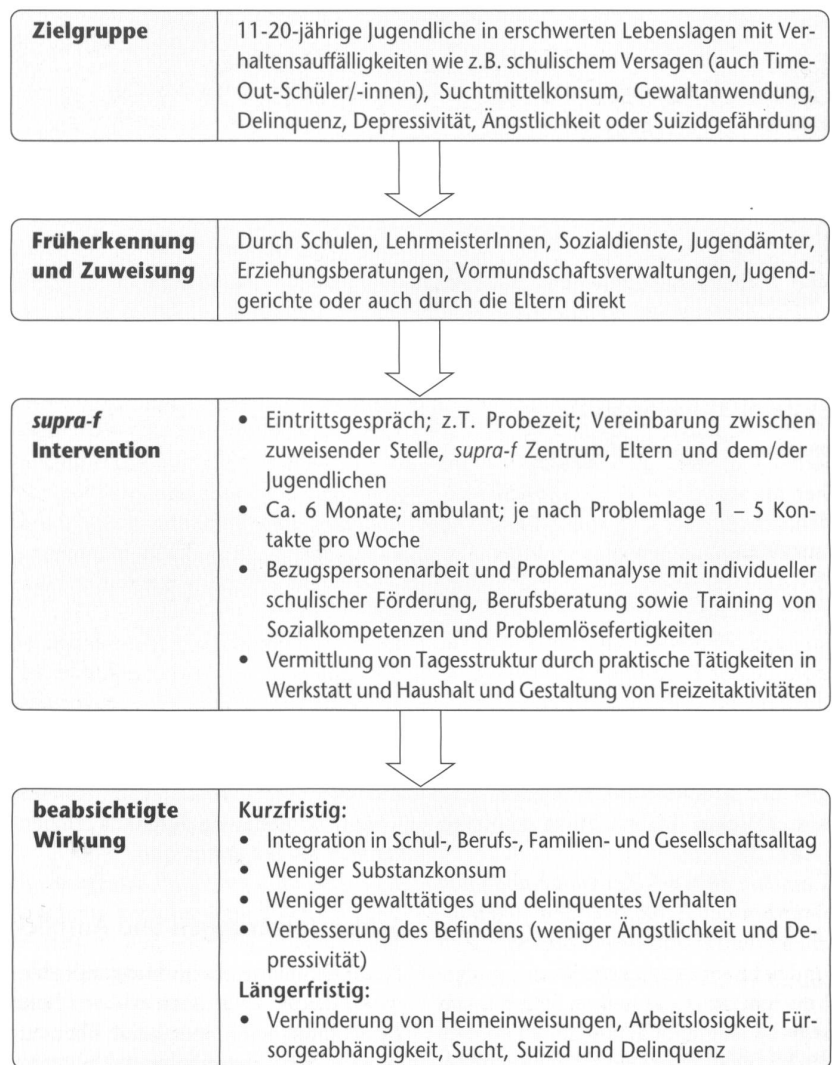 Zielgruppe
11-20-jährige Jugendliche in erschwerten Lebenslagen mit Ver-
haltensauffälligkeiten wie z.B. schulischem Versagen (auch Time-
Out-Schüler/-innen), Suchtmittelkonsum, Gewaltanwendung,
Delinquenz, Depressivität, Ängstlichkeit oder Suizidgefährdung
Früherkennung
und Zuweisung
Durch Schulen, LehrmeisterInnen, Sozialdienste, Jugendämter,
Erziehungsberatungen, Vormundschaftsverwaltungen, Jugend-
gerichte oder auch durch die Eltern direkt
supra-f
Intervention
• Eintrittsgespräch; z.T. Probezeit; Vereinbarung zwischen
zuweisender Stelle, supra-f Zentrum, Eltern und dem/der
Jugendlichen
• Ca. 6 Monate; ambulant; je nach Problemlage 1 – 5 Kon-
takte pro Woche
• Bezugspersonenarbeit und Problemanalyse mit individueller
schulischer Förderung, Berufsberatung sowie Training von
Sozialkompetenzen und Problemlösefertigkeiten
• Vermittlung von Tagesstruktur durch praktische Tätigkeiten in
Werkstatt und Haushalt und Gestaltung von Freizeitaktivitäten
beabsichtigte
Wirkung
Kurzfristig:
• Integration in Schul-, Berufs-, Familien- und Gesellschaftsalltag
• Weniger Substanzkonsum
• Weniger gewalttätiges und delinquentes Verhalten
• Verbesserung des Befindens (weniger Ängstlichkeit und De-
pressivität)
Längerfristig:
• Verhinderung von Heimeinweisungen, Arbeitslosigkeit, Für-
sorgeabhängigkeit, Sucht, Suizid und Delinquenz